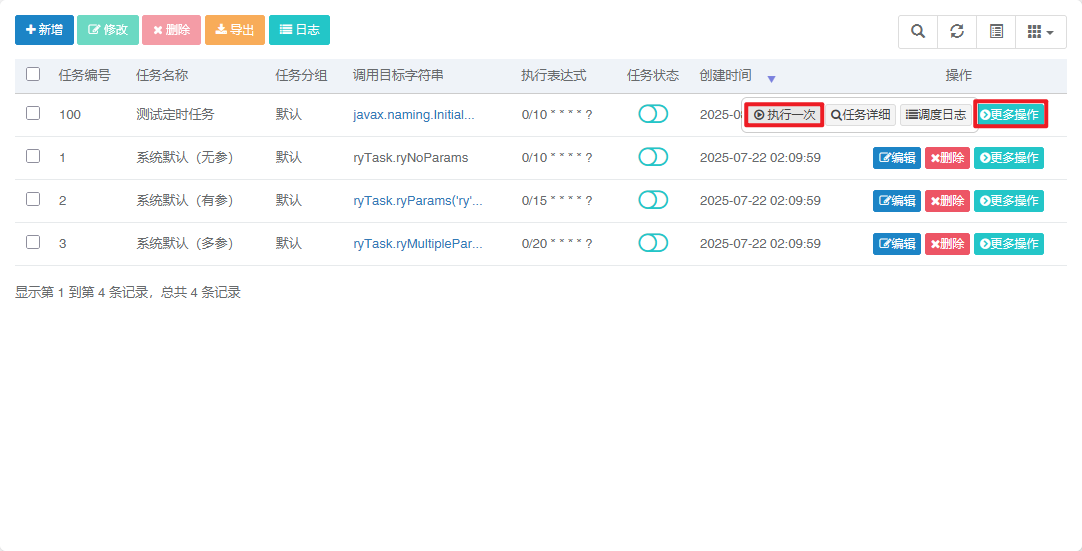 新增 修改 删除 导出 日志
任务编号 任务名称 任务分组 调用目标字符串 执行表达式 任务状态 创建时间 操作
100 测试定时任务 默认 javax.naming.Initial... 0/10 * * * * ? 2025-0 执行一次 任务详细 调度日志 更多操作
1 系统默认（无参） 默认 ryTask.ryNoParams 0/10 * * * * ? 2025-07-22 02:09:59 编辑 删除 更多操作
2 系统默认（有参） 默认 ryTask.ryParams('ry'... 0/15 * * * * ? 2025-07-22 02:09:59 编辑 删除 更多操作
3 系统默认（多参） 默认 ryTask.ryMultiplePar... 0/20 * * * * ? 2025-07-22 02:09:59 编辑 删除 更多操作
显示第 1 到第 4 条记录，总共 4 条记录